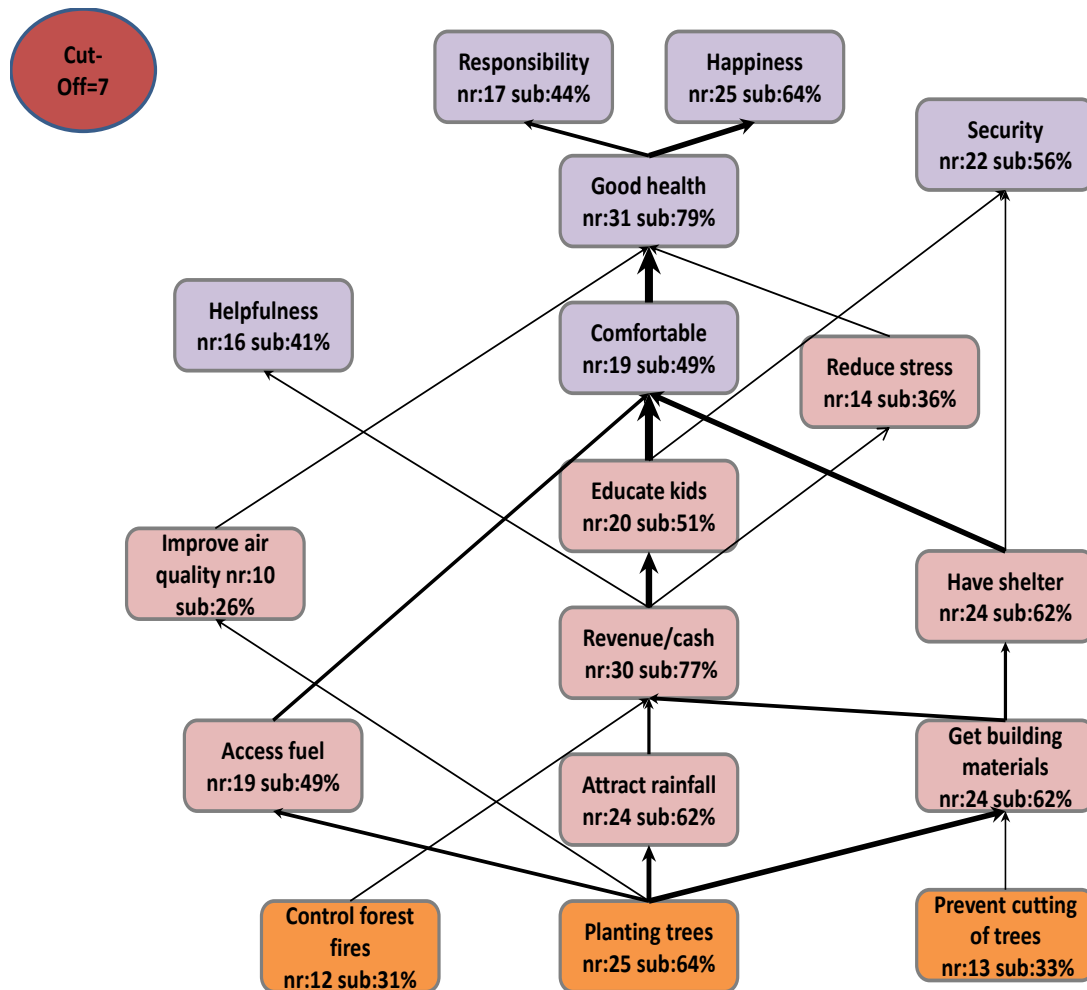 Cut-
Off=7
Responsibility
nr:17 sub:44%
Happiness
nr:25 sub:64%
Security
nr:22 sub:56%
Good health
nr:31 sub:79%
Helpfulness
nr:16 sub:41%
Comfortable
nr:19 sub:49%
Reduce stress
nr:14 sub:36%
Educate kids
nr:20 sub:51%
Improve air
quality nr:10
sub:26%
Have shelter
nr:24 sub:62%
Revenue/cash
nr:30 sub:77%
Access fuel
nr:19 sub:49%
Attract rainfall
nr:24 sub:62%
Get building
materials
nr:24 sub:62%
Control forest
fires
nr:12 sub:31%
Planting trees
nr:25 sub:64%
Prevent cutting
of trees
nr:13 sub:33%